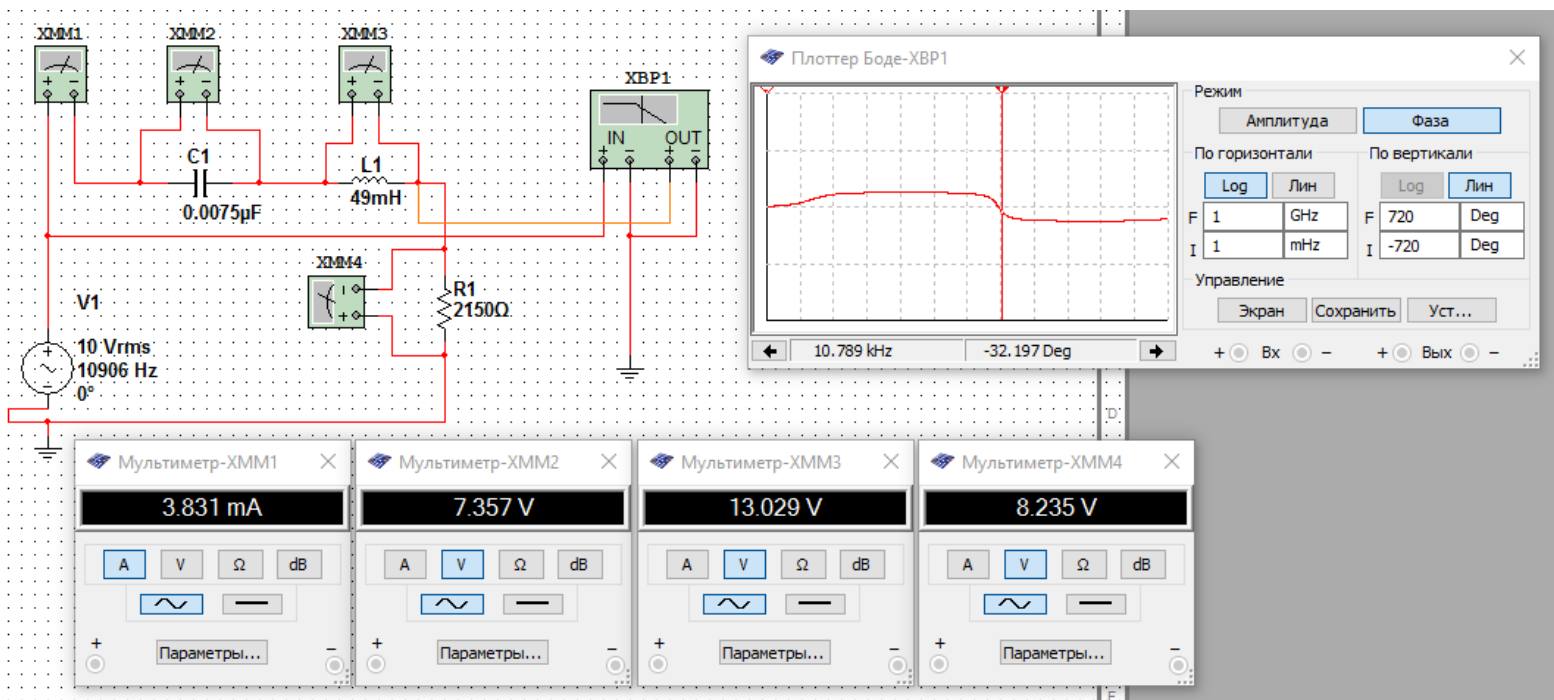 XMM1
XMM2
XMM3
XBP1
IN OUT
C1
0.0075µF
L1
49mH
XMM4
R1
2150Ω
V1
10 Vrms
10906 Hz
0°
D
E
Плоттер Боде-XBP1
Режим
Амплитуда Фаза
По горизонтали По вертикали
Log Лин Log Лин
F 1 GHz F 720 Deg
I 1 mHz I -720 Deg
Управление
Экран Сохранить Уст...
10.789 kHz -32.197 Deg
+ Вх − + Вых −
Мультиметр-XMM1
3.831 mA
A V Ω dB
+ Параметры... −
Мультиметр-XMM2
7.357 V
A V Ω dB
+ Параметры... −
Мультиметр-XMM3
13.029 V
A V Ω dB
+ Параметры... −
Мультиметр-XMM4
8.235 V
A V Ω dB
+ Параметры... −